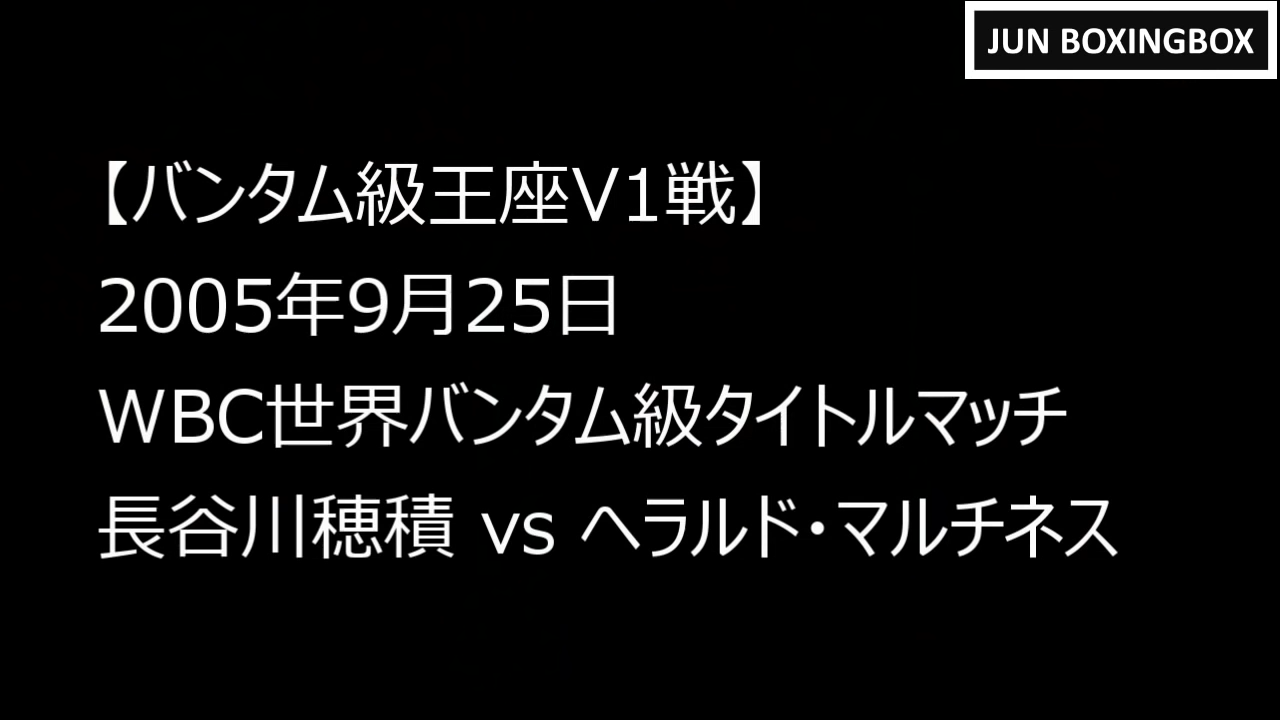 JUN BOXINGBOX
【バンタム級王座V1戦】
2005年9月25日
WBC世界バンタム級タイトルマッチ
長谷川穂積 vs ヘラルド・マルチネス